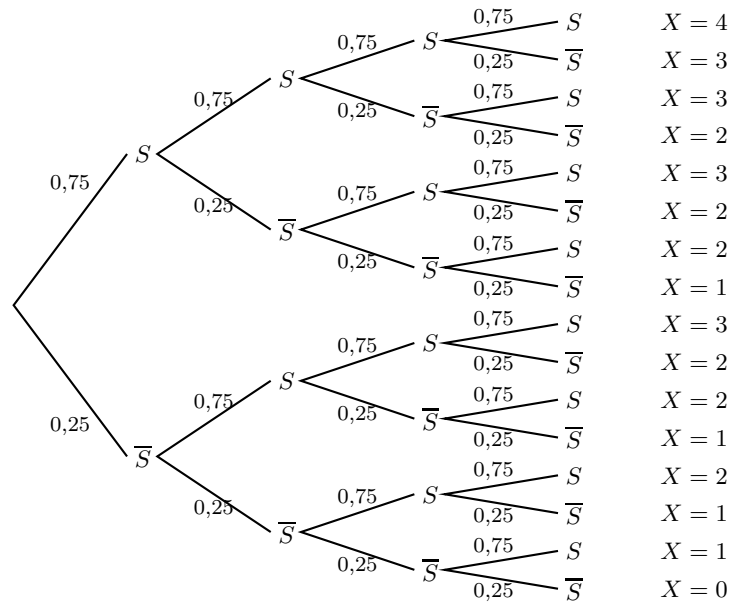 0,75 S X = 4
0,75 S
0,25 S̅ X = 3
0,75 S
0,75 S X = 3
0,25 S̅
0,25 S̅ X = 2
0,75 S
0,75 S X = 3
0,75 S
0,25 S̅ X = 2
0,25 S̅
0,75 S X = 2
0,25 S̅
0,25 S̅ X = 1
0,75 S X = 3
0,75 S
0,25 S̅ X = 2
0,75 S
0,75 S X = 2
0,25 S̅
0,25 S̅ X = 1
0,25 S̅
0,75 S X = 2
0,75 S
0,25 S̅ X = 1
0,25 S̅
0,75 S X = 1
0,25 S̅
0,25 S̅ X = 0